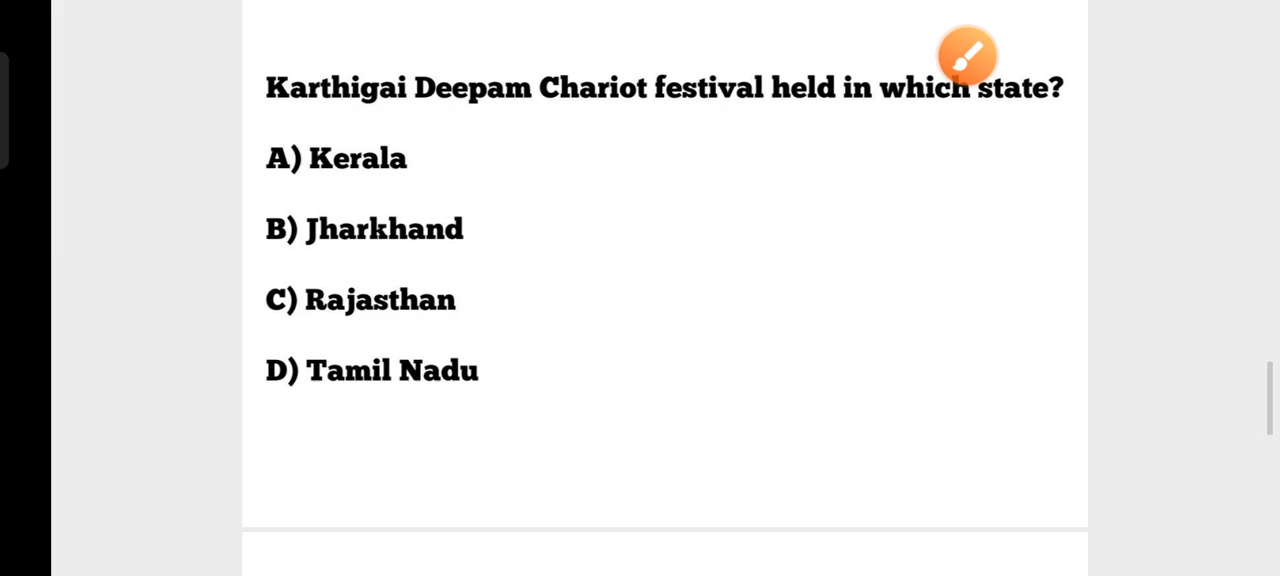 Karthigai Deepam Chariot festival held in which state?
A) Kerala
B) Jharkhand
C) Rajasthan
D) Tamil Nadu